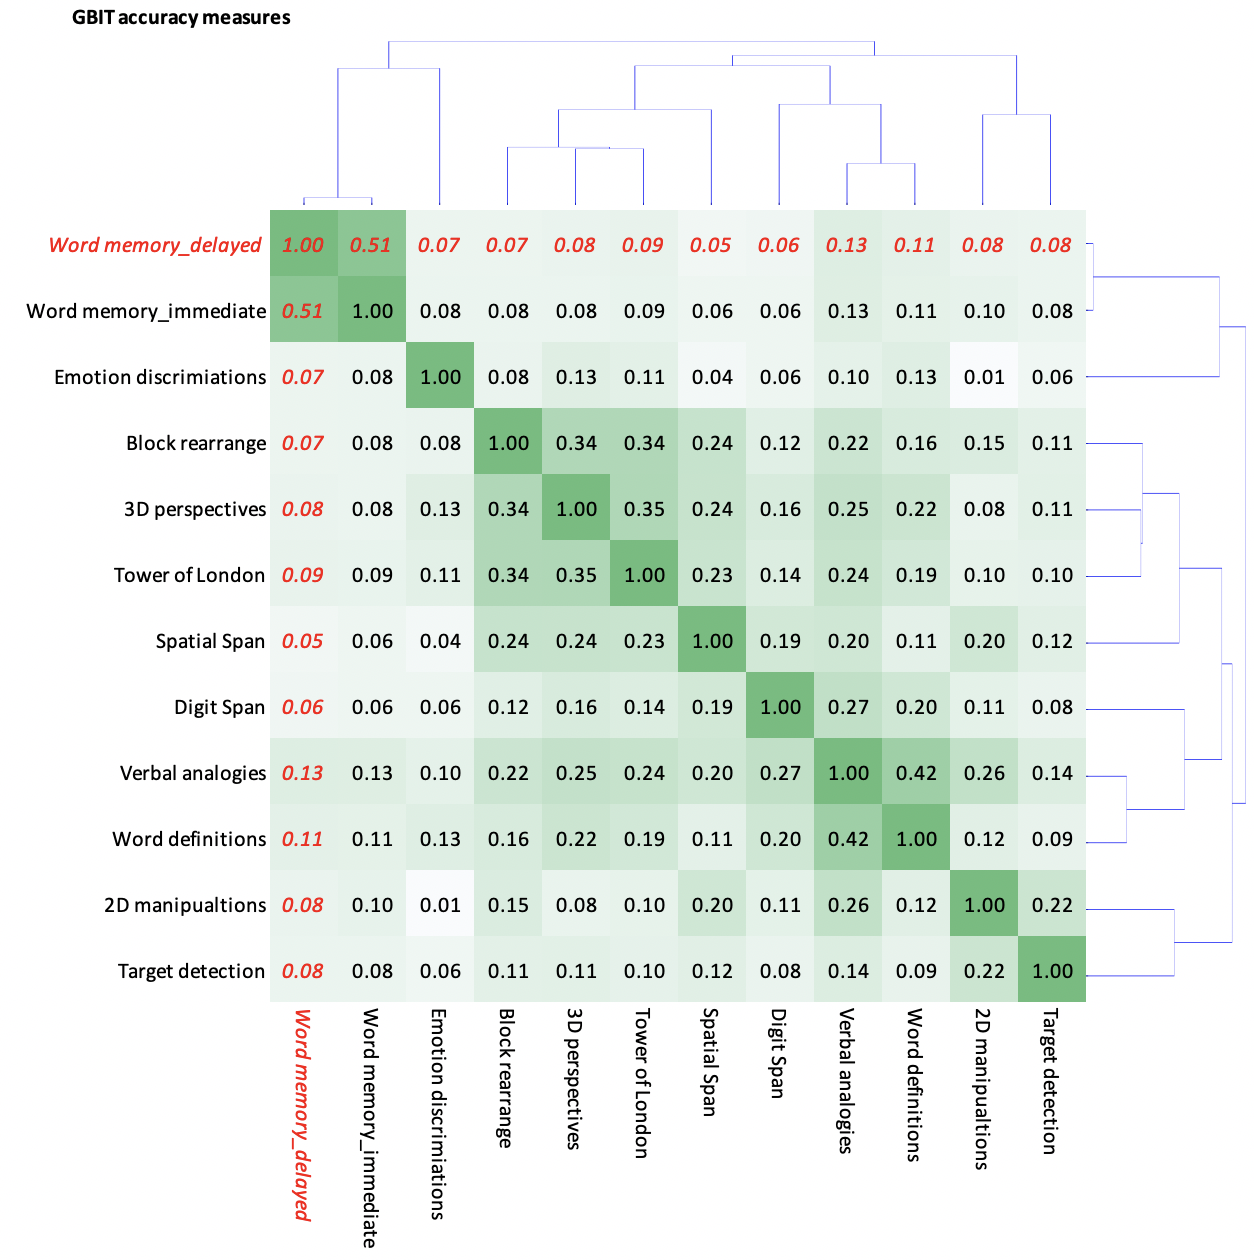 GBIT accuracy measures
Word memory_delayed 1.00 0.51 0.07 0.07 0.08 0.09 0.05 0.06 0.13 0.11 0.08 0.08
Word memory_immediate 0.51 1.00 0.08 0.08 0.08 0.09 0.06 0.06 0.13 0.11 0.10 0.08
Emotion discrimiations 0.07 0.08 1.00 0.08 0.13 0.11 0.04 0.06 0.10 0.13 0.01 0.06
Block rearrange 0.07 0.08 0.08 1.00 0.34 0.34 0.24 0.12 0.22 0.16 0.15 0.11
3D perspectives 0.08 0.08 0.13 0.34 1.00 0.35 0.24 0.16 0.25 0.22 0.08 0.11
Tower of London 0.09 0.09 0.11 0.34 0.35 1.00 0.23 0.14 0.24 0.19 0.10 0.10
Spatial Span 0.05 0.06 0.04 0.24 0.24 0.23 1.00 0.19 0.20 0.11 0.20 0.12
Digit Span 0.06 0.06 0.06 0.12 0.16 0.14 0.19 1.00 0.27 0.20 0.11 0.08
Verbal analogies 0.13 0.13 0.10 0.22 0.25 0.24 0.20 0.27 1.00 0.42 0.26 0.14
Word definitions 0.11 0.11 0.13 0.16 0.22 0.19 0.11 0.20 0.42 1.00 0.12 0.09
2D manipualtions 0.08 0.10 0.01 0.15 0.08 0.10 0.20 0.11 0.26 0.12 1.00 0.22
Target detection 0.08 0.08 0.06 0.11 0.11 0.10 0.12 0.08 0.14 0.09 0.22 1.00
Word memory_delayed
Word memory_immediate
Emotion discrimiations
Block rearrange
3D perspectives
Tower of London
Spatial Span
Digit Span
Verbal analogies
Word definitions
2D manipualtions
Target detection